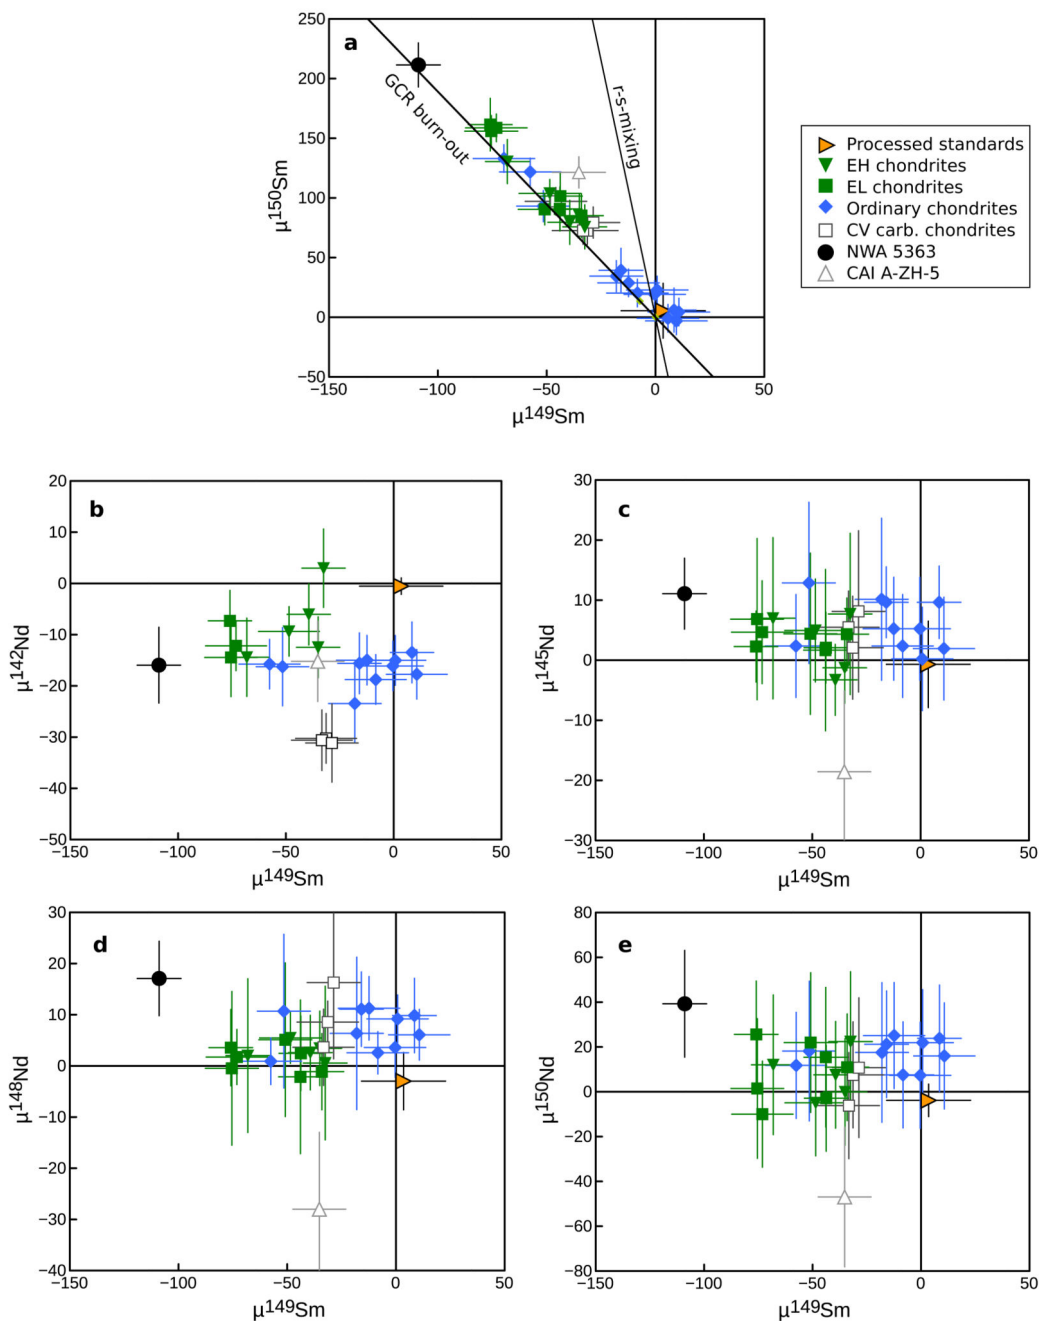 a
GCR burn-out
r-s-mixing
250
200
150
100
50
0
−50
μ150Sm
−150 −100 −50 0 50
μ149Sm
Processed standards
EH chondrites
EL chondrites
Ordinary chondrites
CV carb. chondrites
NWA 5363
CAI A-ZH-5
b
20
10
0
−10
−20
−30
−40
−50
μ142Nd
−150 −100 −50 0 50
μ149Sm
c
30
20
10
0
−10
−20
−30
μ145Nd
−150 −100 −50 0 50
μ149Sm
d
30
20
10
0
−10
−20
−30
−40
μ148Nd
−150 −100 −50 0 50
μ149Sm
e
80
60
40
20
0
−20
−40
−60
−80
μ150Nd
−150 −100 −50 0 50
μ149Sm